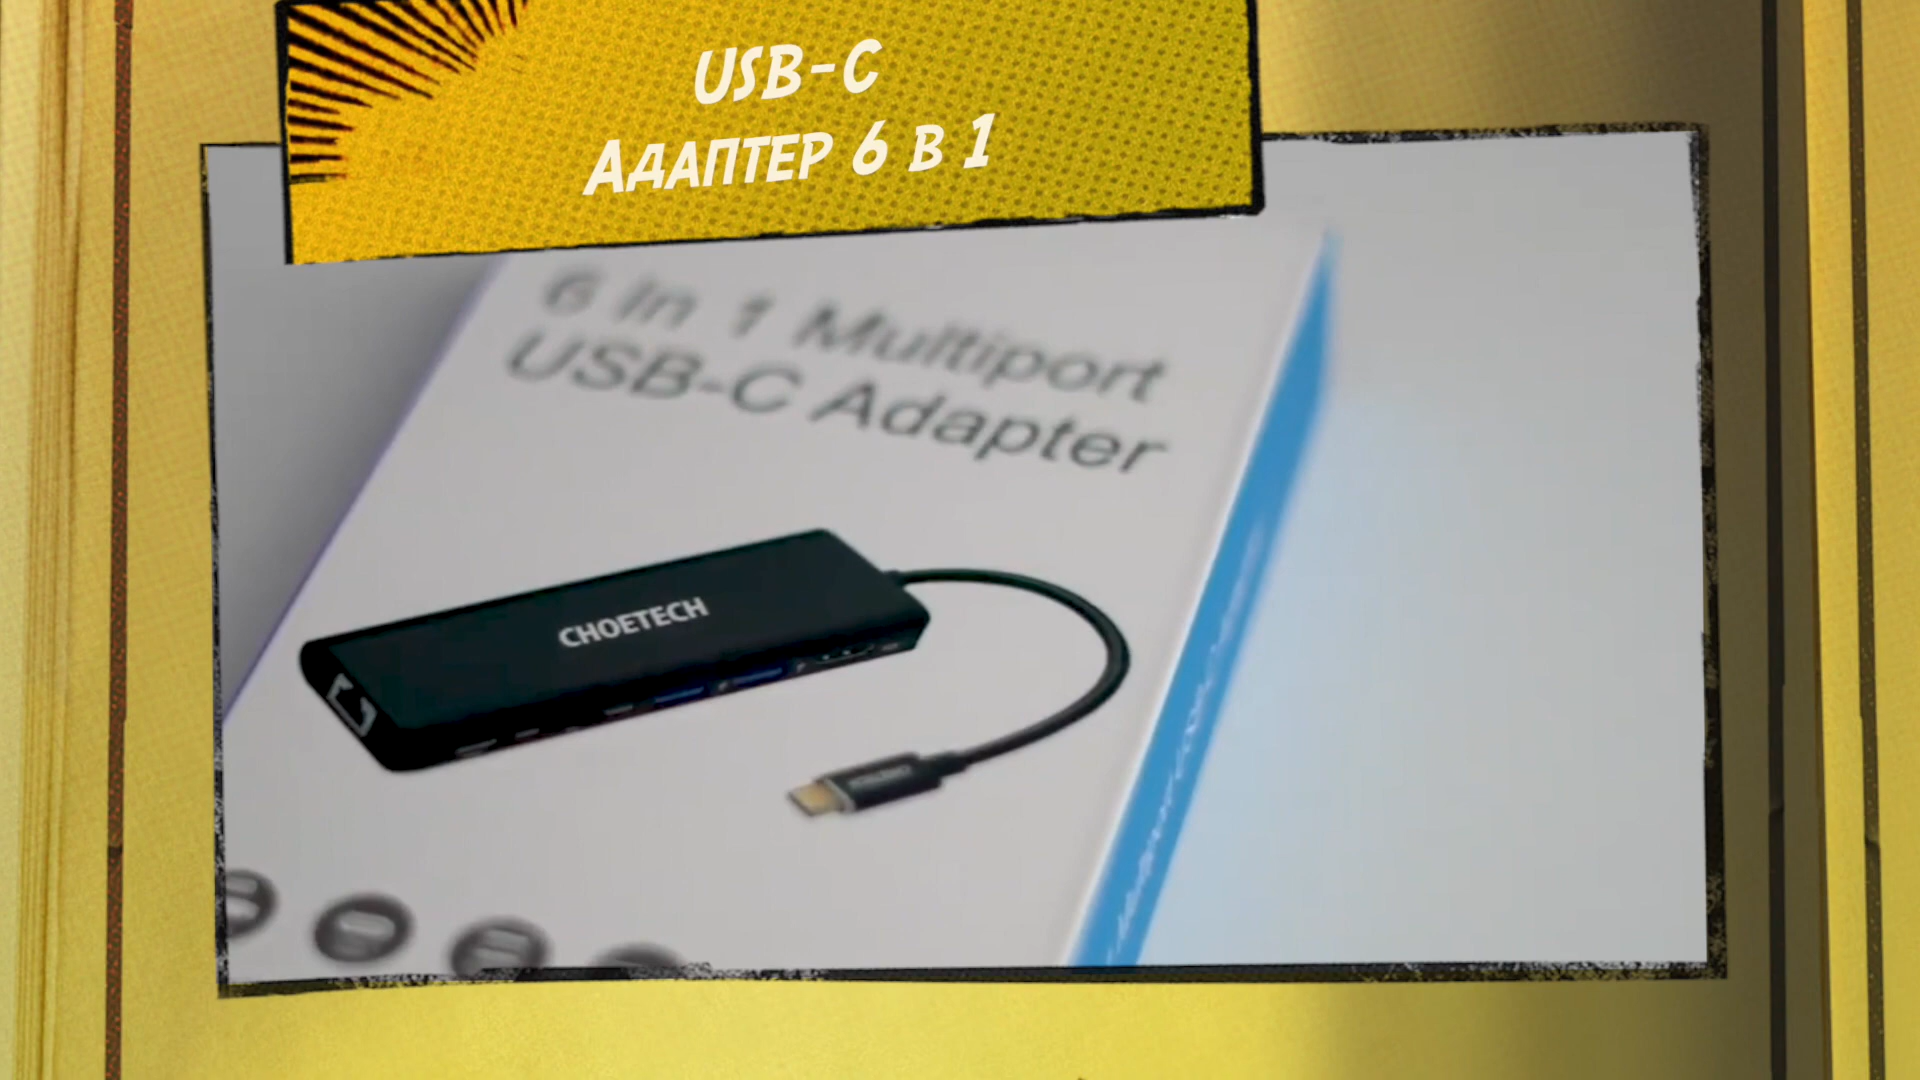 USB-C
Адаптер 6 в 1
6 In 1 Multiport
USB-C Adapter
CHOETECH